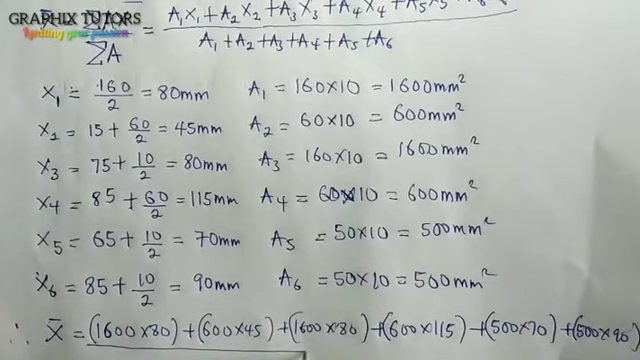 GRAPHIX TUTORS
Igniting your passion
X̄ = ΣAX / ΣA = A₁X₁ + A₂X₂ + A₃X₃ + A₄X₄ + A₅X₅ / A₁ + A₂ + A₃ + A₄ + A₅ + A₆
X₁ = 160/2 = 80mm A₁ = 160×10 = 1600mm²
X₂ = 15 + 60/2 = 45mm A₂ = 60×10 = 600mm²
X₃ = 75 + 10/2 = 80mm A₃ = 160×10 = 1600mm²
X₄ = 85 + 60/2 = 115mm A₄ = 60×10 = 600mm²
X₅ = 65 + 10/2 = 70mm A₅ = 50×10 = 500mm²
X₆ = 85 + 10/2 = 90mm A₆ = 50×10 = 500mm²
∴ X̄ = (1600×80) + (600×45) + (1600×80) + (600×115) + (500×70) + (500×90)